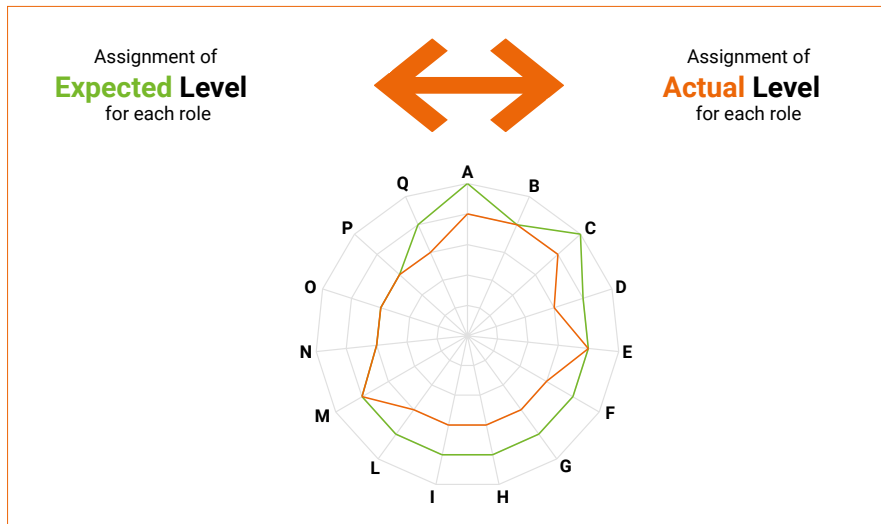 Assignment of
Expected Level
for each role
Assignment of
Actual Level
for each role
A
B
C
D
E
F
G
H
I
L
M
N
O
P
Q